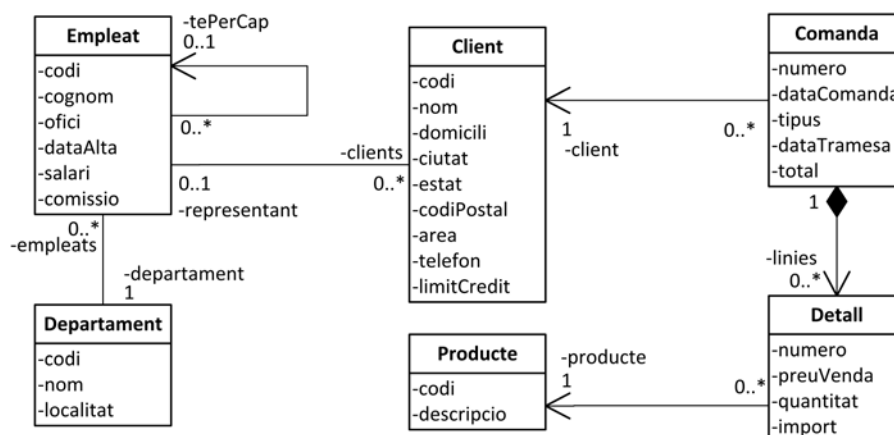 Empleat
-codi
-cognom
-ofici
-dataAlta
-salari
-comissio
-tePerCap
0..1
0..*
0..1
-representant
-clients
0..*
Client
-codi
-nom
-domicili
-ciutat
-estat
-codiPostal
-area
-telefon
-limitCredit
1
-client
0..*
Comanda
-numero
-dataComanda
-tipus
-dataTramesa
-total
1
-linies
0..*
0..*
-empleats
-departament
1
Departament
-codi
-nom
-localitat
Producte
-codi
-descripcio
-producte
1
0..*
Detall
-numero
-preuVenda
-quantitat
-import